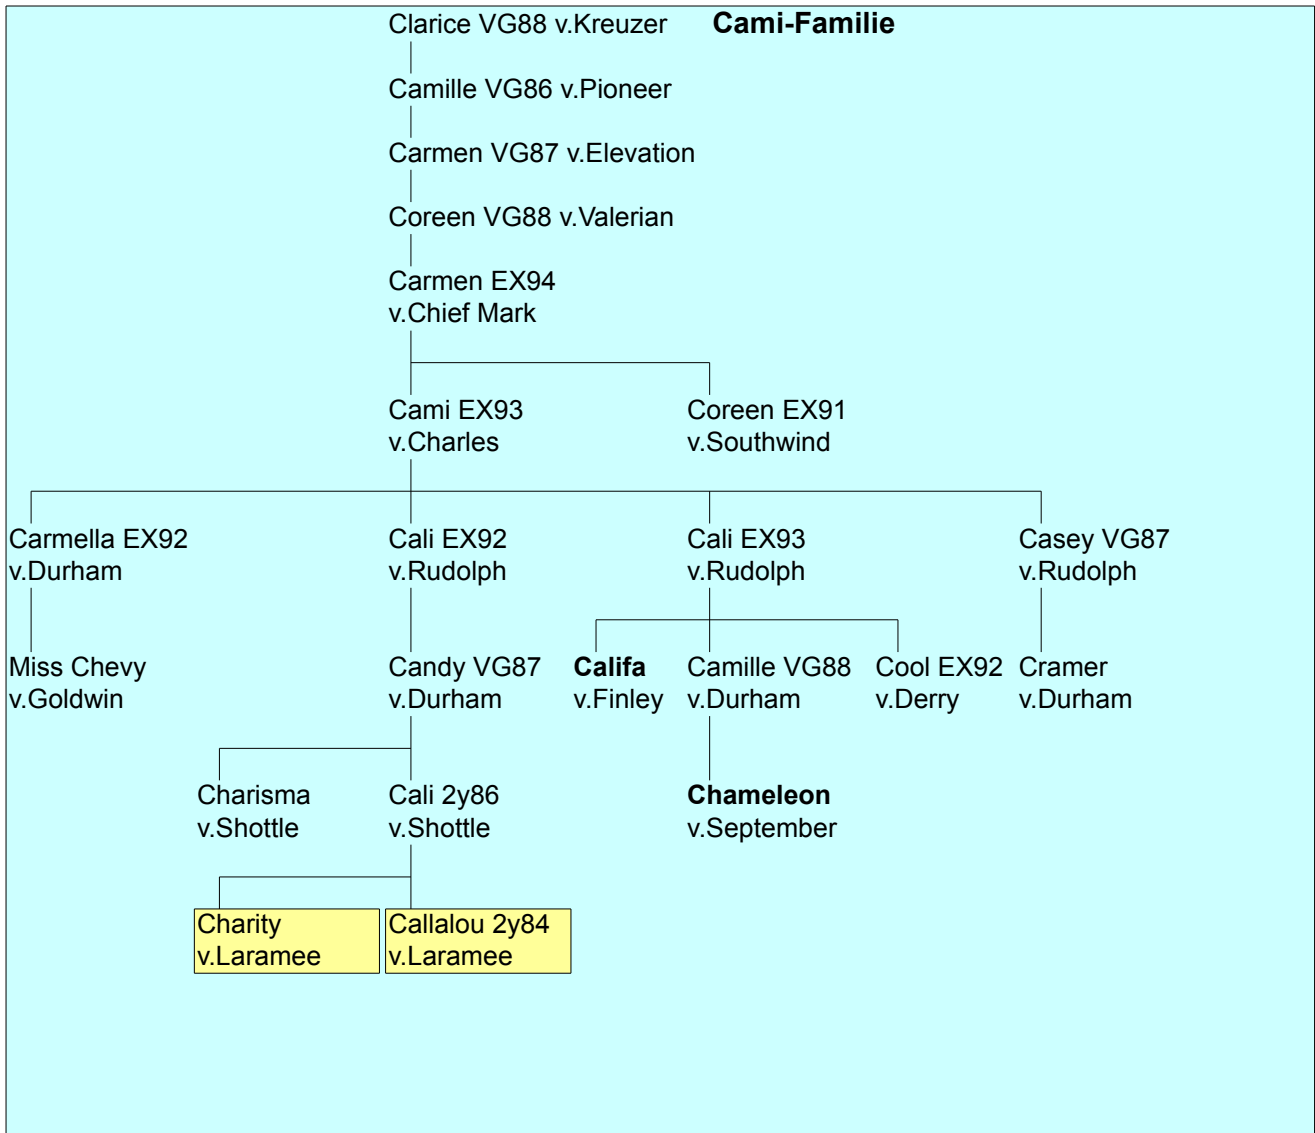 Clarice VG88 v.Kreuzer
Cami-Familie
Camille VG86 v.Pioneer
Carmen VG87 v.Elevation
Coreen VG88 v.Valerian
Carmen EX94
v.Chief Mark
Cami EX93
v.Charles
Coreen EX91
v.Southwind
Carmella EX92
v.Durham
Cali EX92
v.Rudolph
Cali EX93
v.Rudolph
Casey VG87
v.Rudolph
Miss Chevy
v.Goldwin
Candy VG87
v.Durham
Califa
v.Finley
Camille VG88
v.Durham
Cool EX92
v.Derry
Cramer
v.Durham
Charisma
v.Shottle
Cali 2y86
v.Shottle
Chameleon
v.September
Charity
v.Laramee
Callalou 2y84
v.Laramee